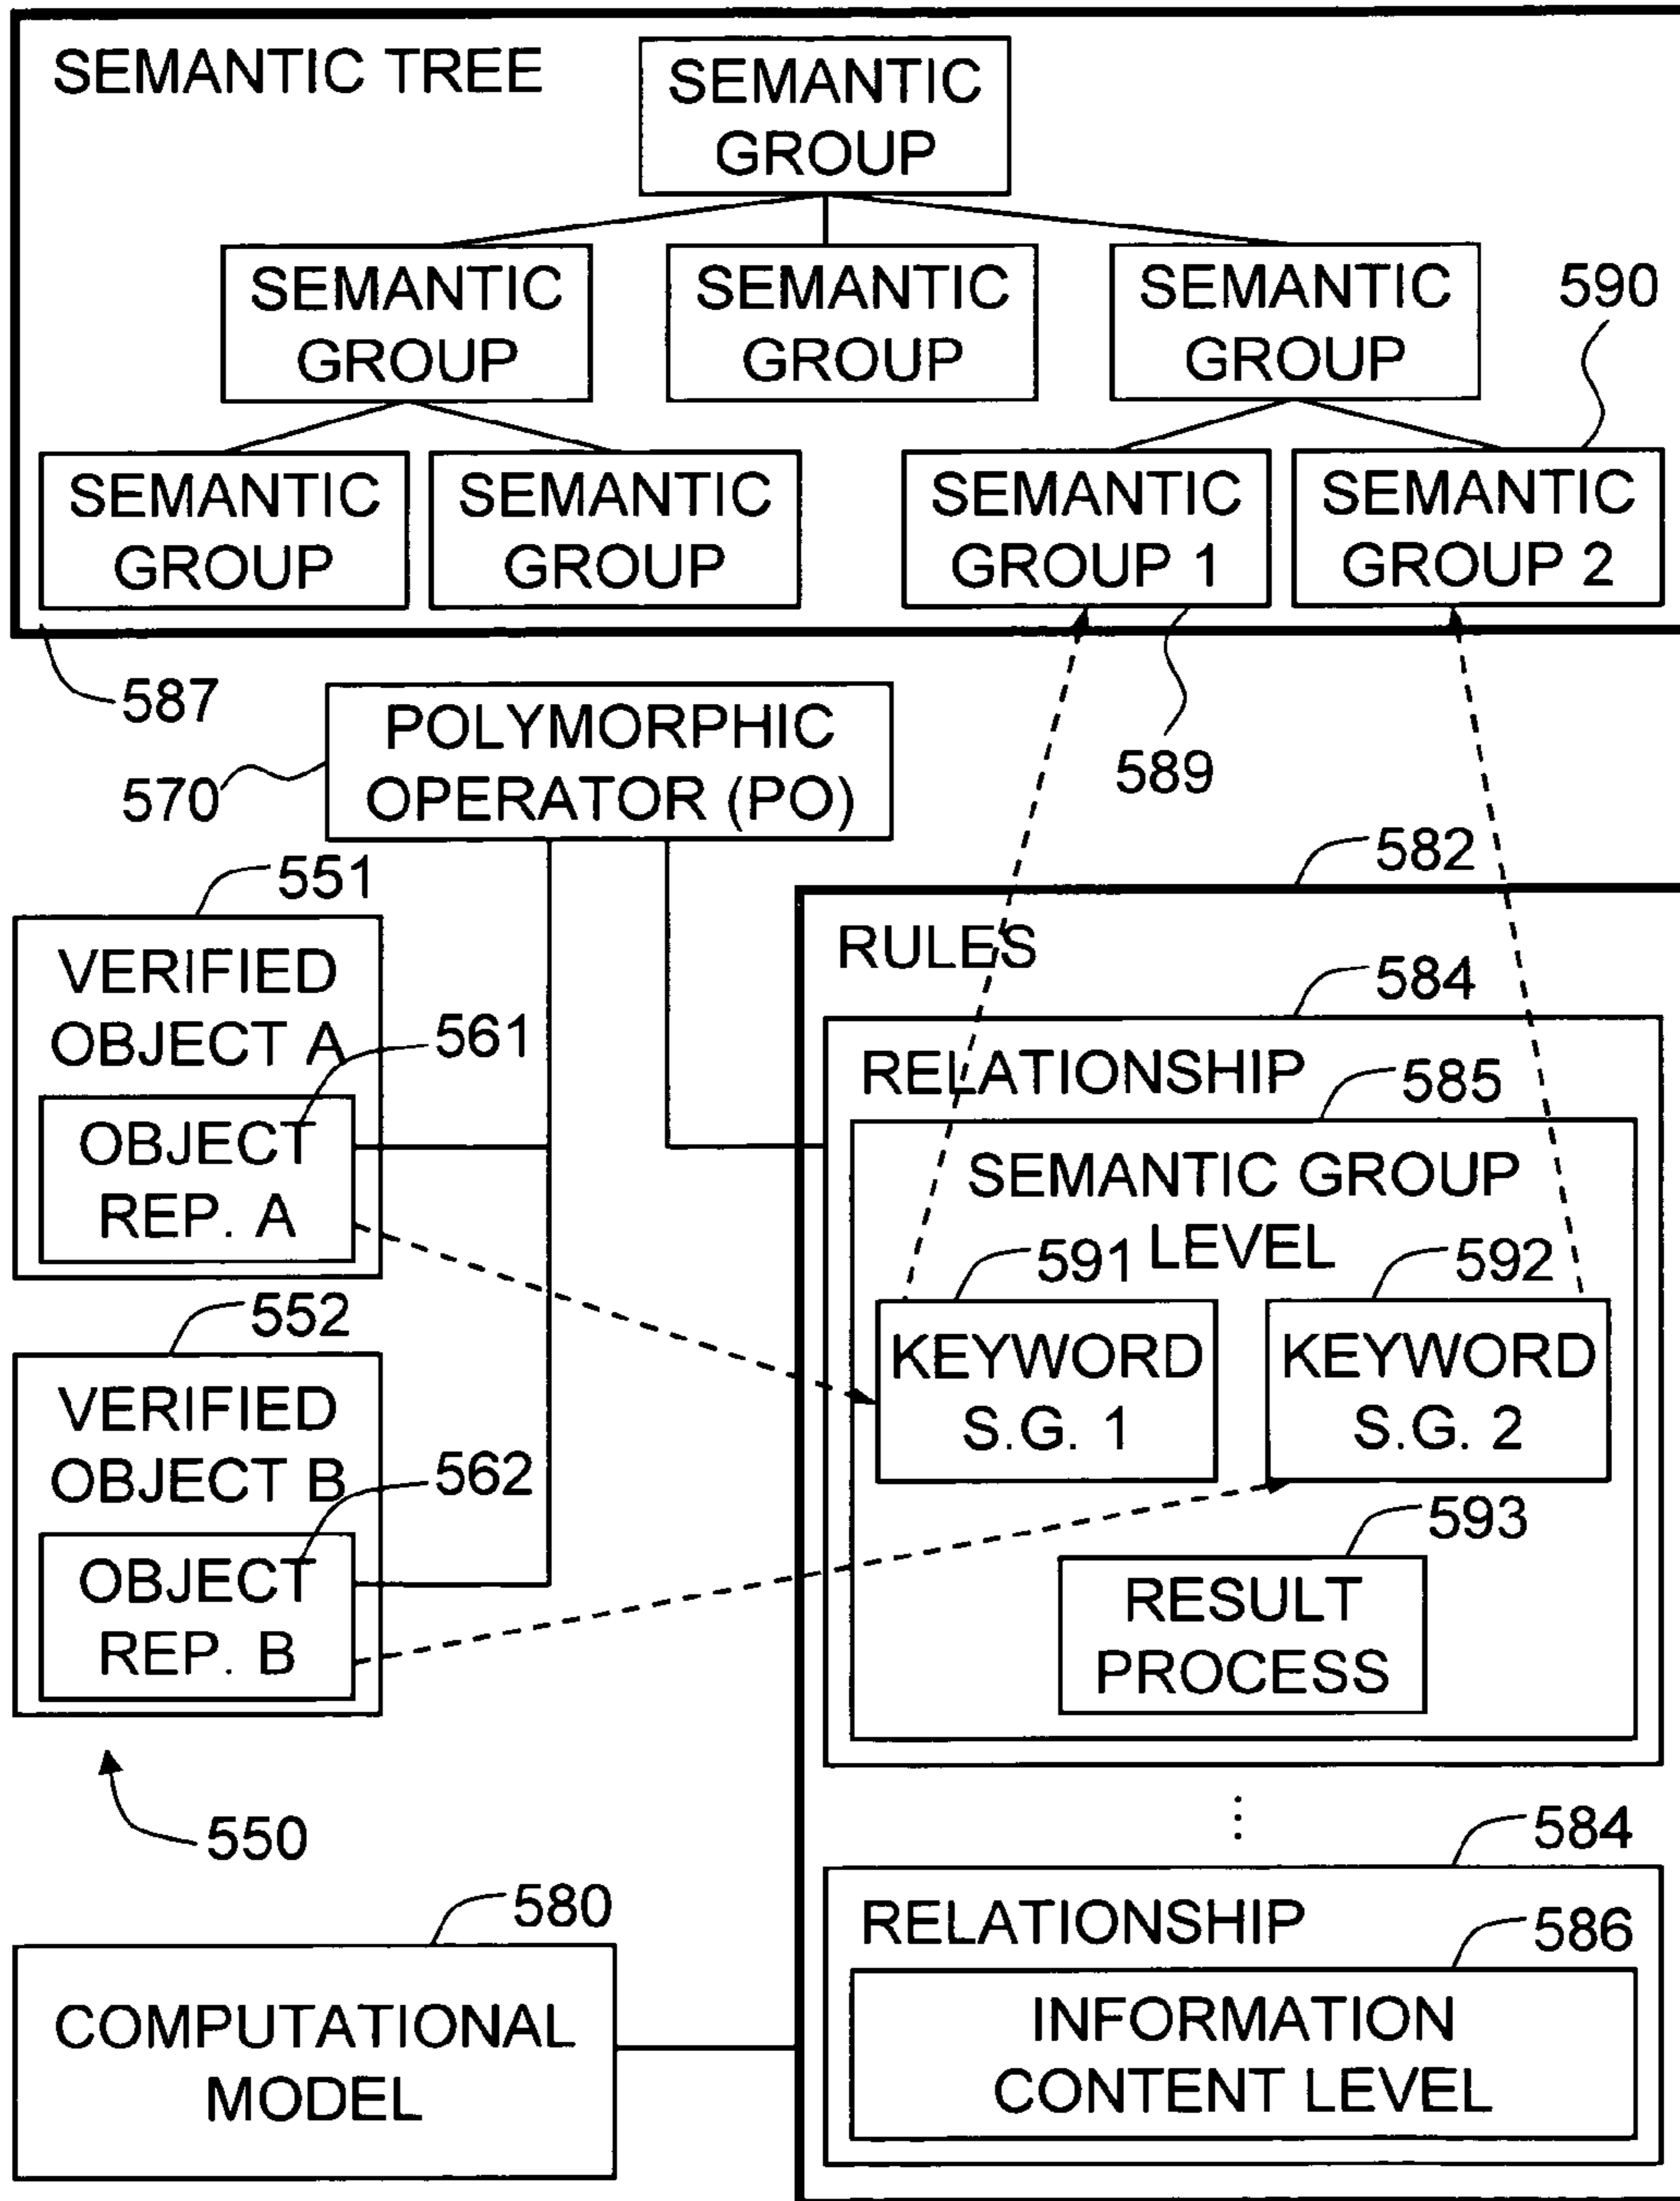 SEMANTIC TREE
SEMANTIC
GROUP
SEMANTIC
GROUP
SEMANTIC
GROUP
SEMANTIC
GROUP
590
SEMANTIC
GROUP
SEMANTIC
GROUP
SEMANTIC
GROUP 1
SEMANTIC
GROUP 2
587
589
POLYMORPHIC
OPERATOR (PO)
570
551
VERIFIED
OBJECT A
561
OBJECT
REP. A
552
VERIFIED
OBJECT B
562
OBJECT
REP. B
550
580
COMPUTATIONAL
MODEL
582
RULES
584
RELATIONSHIP
585
SEMANTIC GROUP
LEVEL
591
592
KEYWORD
S.G. 1
KEYWORD
S.G. 2
593
RESULT
PROCESS
⋮
584
RELATIONSHIP
586
INFORMATION
CONTENT LEVEL